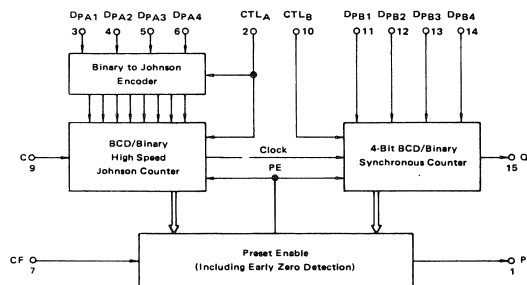 DPA1 DPA2 DPA3 DPA4 CTLA CTLB DPB1 DPB2 DPB3 DPB4
3 4 5 6 2 10 11 12 13 14
Binary to Johnson
Encoder
BCD/Binary
High Speed
Johnson Counter
Clock
PE
4-Bit BCD/Binary
Synchronous Counter
C
9
Q
15
Preset Enable
(Including Early Zero Detection)
CF
7
P
1